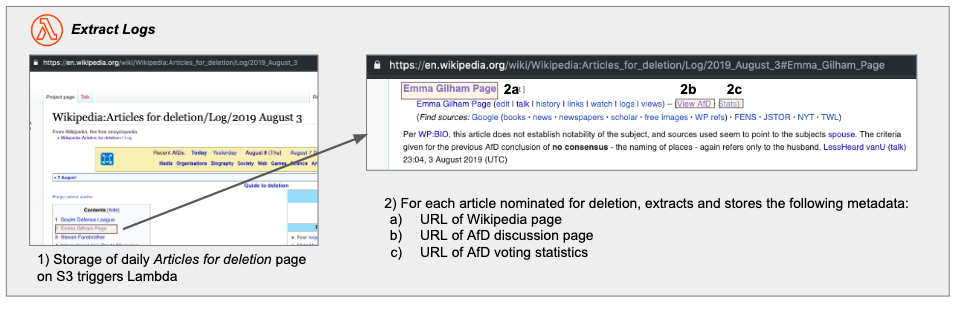 Extract Logs
https://en.wikipedia.org/wiki/Wikipedia:Articles_for_deletion/Log/2019_August_3
Project page Talk
Wikipedia:Articles for deletion/Log/2019 August 3
From Wikipedia, the free encyclopedia
< Wikipedia:Articles for deletion | Log
Recent AfDs: Today Yesterday August 8 (Thu) August 7
Media Organisations Biography Society Web Games
< 2 August
Guide to deletion
Purge server cache
Contents [hide]
1 Goyim Defense League
2 Emma Gilham Page
3 Steven Farebrother
1) Storage of daily Articles for deletion page
on S3 triggers Lambda
https://en.wikipedia.org/wiki/Wikipedia:Articles_for_deletion/Log/2019_August_3#Emma_Gilham_Page
Emma Gilham Page 2a 2b 2c
Emma Gilham Page (edit | talk | history | links | watch | logs | views) – (View AfD · Stats)
(Find sources: Google (books · news · newspapers · scholar · free images · WP refs) · FENS · JSTOR · NYT · TWL)
Per WP:BIO, this article does not establish notability of the subject, and sources used seem to point to the subjects spouse. The criteria
given for the previous AfD conclusion of no consensus - the naming of places - again refers only to the husband. LessHeard vanU (talk)
23:04, 3 August 2019 (UTC)
2) For each article nominated for deletion, extracts and stores the following metadata:
a) URL of Wikipedia page
b) URL of AfD discussion page
c) URL of AfD voting statistics